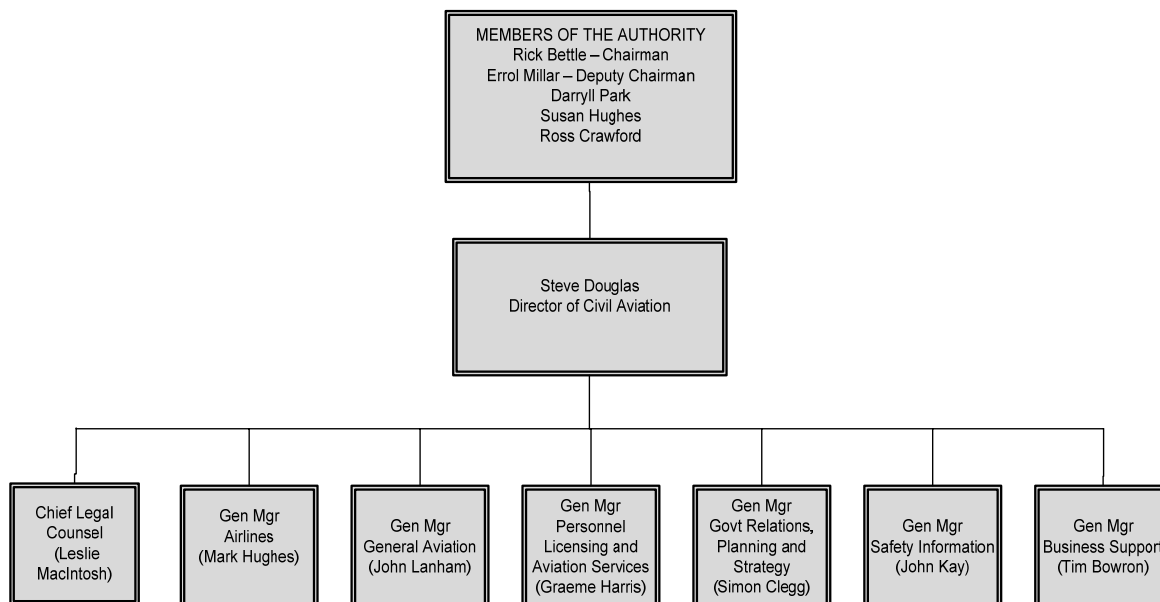 MEMBERS OF THE AUTHORITY
Rick Bettle – Chairman
Errol Millar – Deputy Chairman
Darryll Park
Susan Hughes
Ross Crawford
Steve Douglas
Director of Civil Aviation
Chief Legal
Counsel
(Leslie
MacIntosh)
Gen Mgr
Airlines
(Mark Hughes)
Gen Mgr
General Aviation
(John Lanham)
Gen Mgr
Personnel
Licensing and
Aviation Services
(Graeme Harris)
Gen Mgr
Govt Relations,
Planning and
Strategy
(Simon Clegg)
Gen Mgr
Safety Information
(John Kay)
Gen Mgr
Business Support
(Tim Bowron)